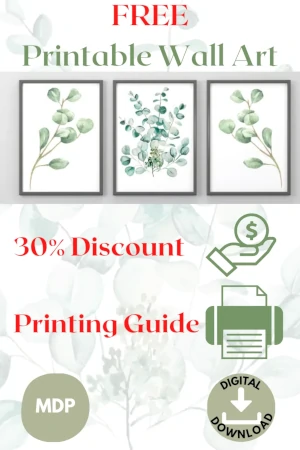 FREE
Printable Wall Art
$
30% Discount
Printing Guide
MDP
DIGITAL
DOWNLOAD